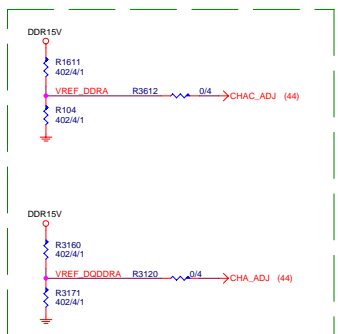 DDR15V
R1611
402/4/1
VREF_DDRA R3612 0/4 CHAC_ADJ (44)
R104
402/4/1
DDR15V
R3160
402/4/1
VREF_DQDDRA R3120 0/4 CHA_ADJ (44)
R3171
402/4/1